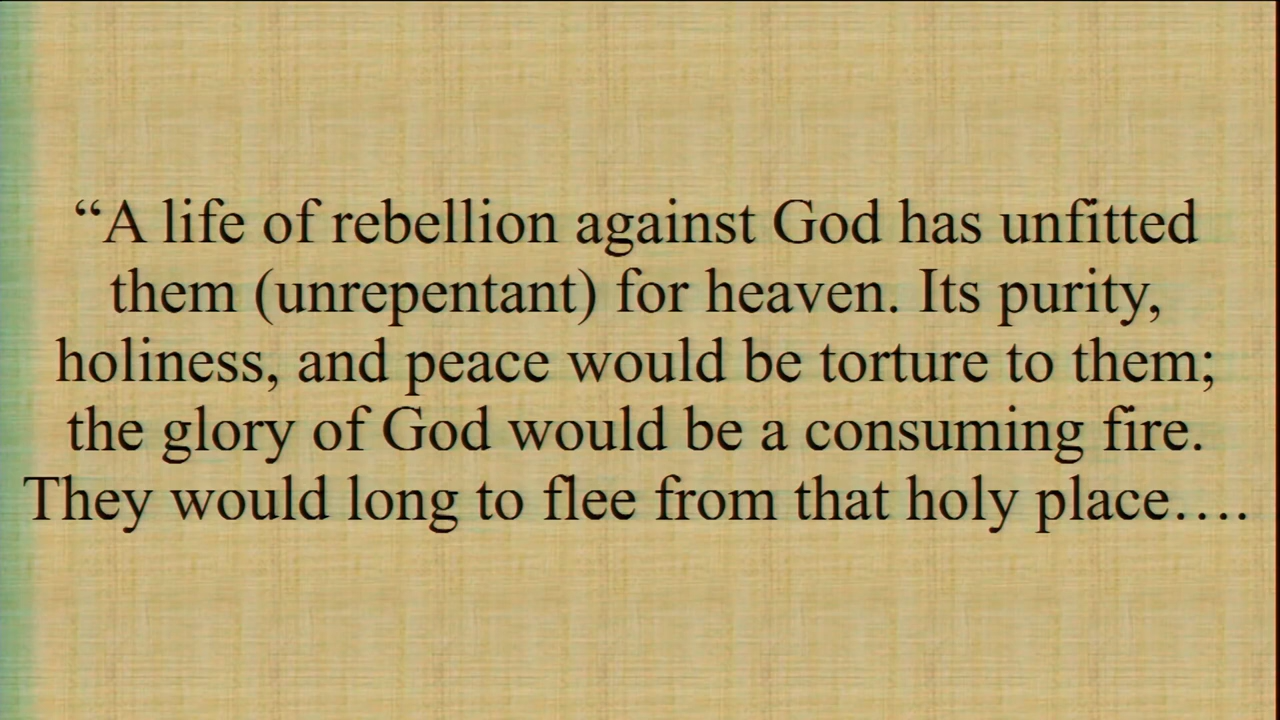 “A life of rebellion against God has unfitted
them (unrepentant) for heaven. Its purity,
holiness, and peace would be torture to them;
the glory of God would be a consuming fire.
They would long to flee from that holy place….